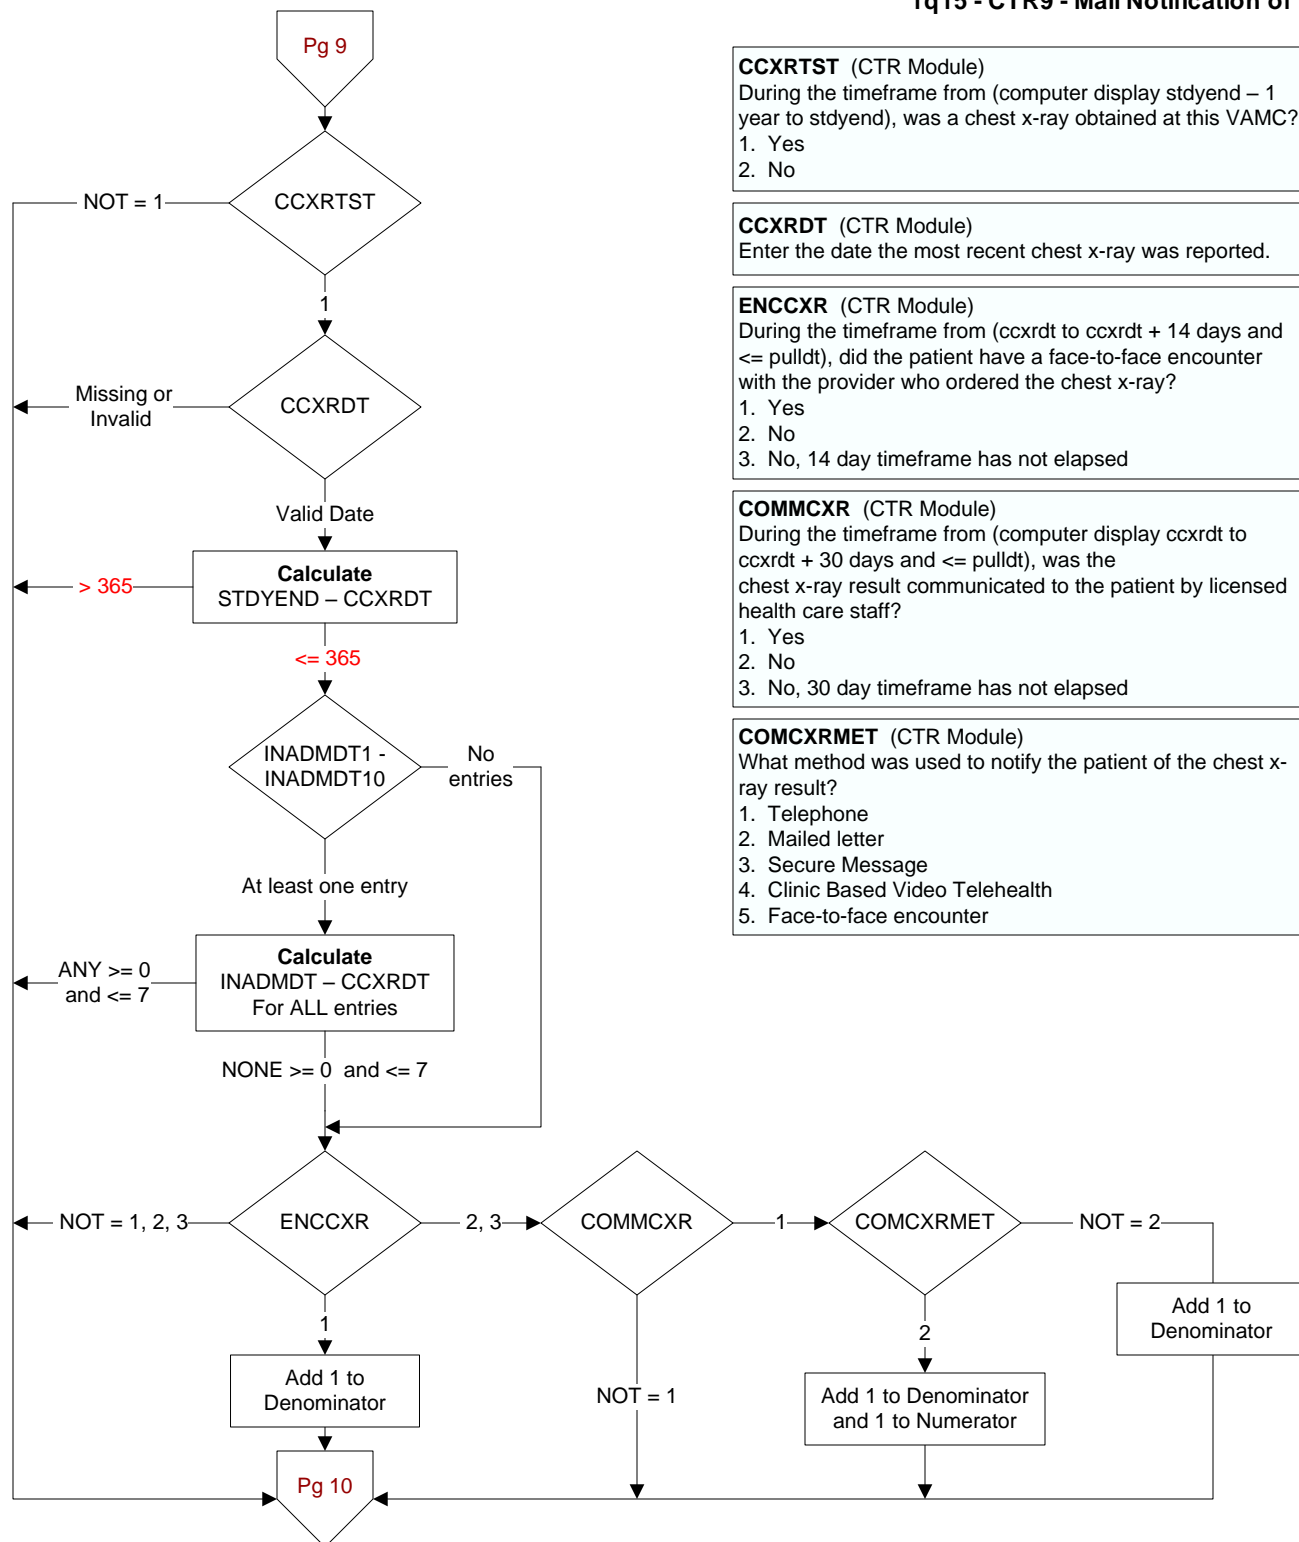 1q15 - CTR9 - Mail Notification of
Pg 9
CCXRTST
NOT = 1
1
CCXRDT
Missing or
Invalid
Valid Date
Calculate
STDYEND – CCXRDT
> 365
<= 365
INADMDT1 -
INADMDT10
No
entries
At least one entry
Calculate
INADMDT – CCXRDT
For ALL entries
ANY >= 0
and <= 7
NONE >= 0 and <= 7
ENCCXR
NOT = 1, 2, 3
2, 3
COMMCXR
1
COMCXRMET
NOT = 2
Add 1 to
Denominator
1
Add 1 to
Denominator
NOT = 1
2
Add 1 to Denominator
and 1 to Numerator
Pg 10
CCXRTST (CTR Module)
During the timeframe from (computer display stdyend – 1
year to stdyend), was a chest x-ray obtained at this VAMC?
1. Yes
2. No
CCXRDT (CTR Module)
Enter the date the most recent chest x-ray was reported.
ENCCXR (CTR Module)
During the timeframe from (ccxrdt to ccxrdt + 14 days and
<= pulldt), did the patient have a face-to-face encounter
with the provider who ordered the chest x-ray?
1. Yes
2. No
3. No, 14 day timeframe has not elapsed
COMMCXR (CTR Module)
During the timeframe from (computer display ccxrdt to
ccxrdt + 30 days and <= pulldt), was the
chest x-ray result communicated to the patient by licensed
health care staff?
1. Yes
2. No
3. No, 30 day timeframe has not elapsed
COMCXRMET (CTR Module)
What method was used to notify the patient of the chest x-
ray result?
1. Telephone
2. Mailed letter
3. Secure Message
4. Clinic Based Video Telehealth
5. Face-to-face encounter